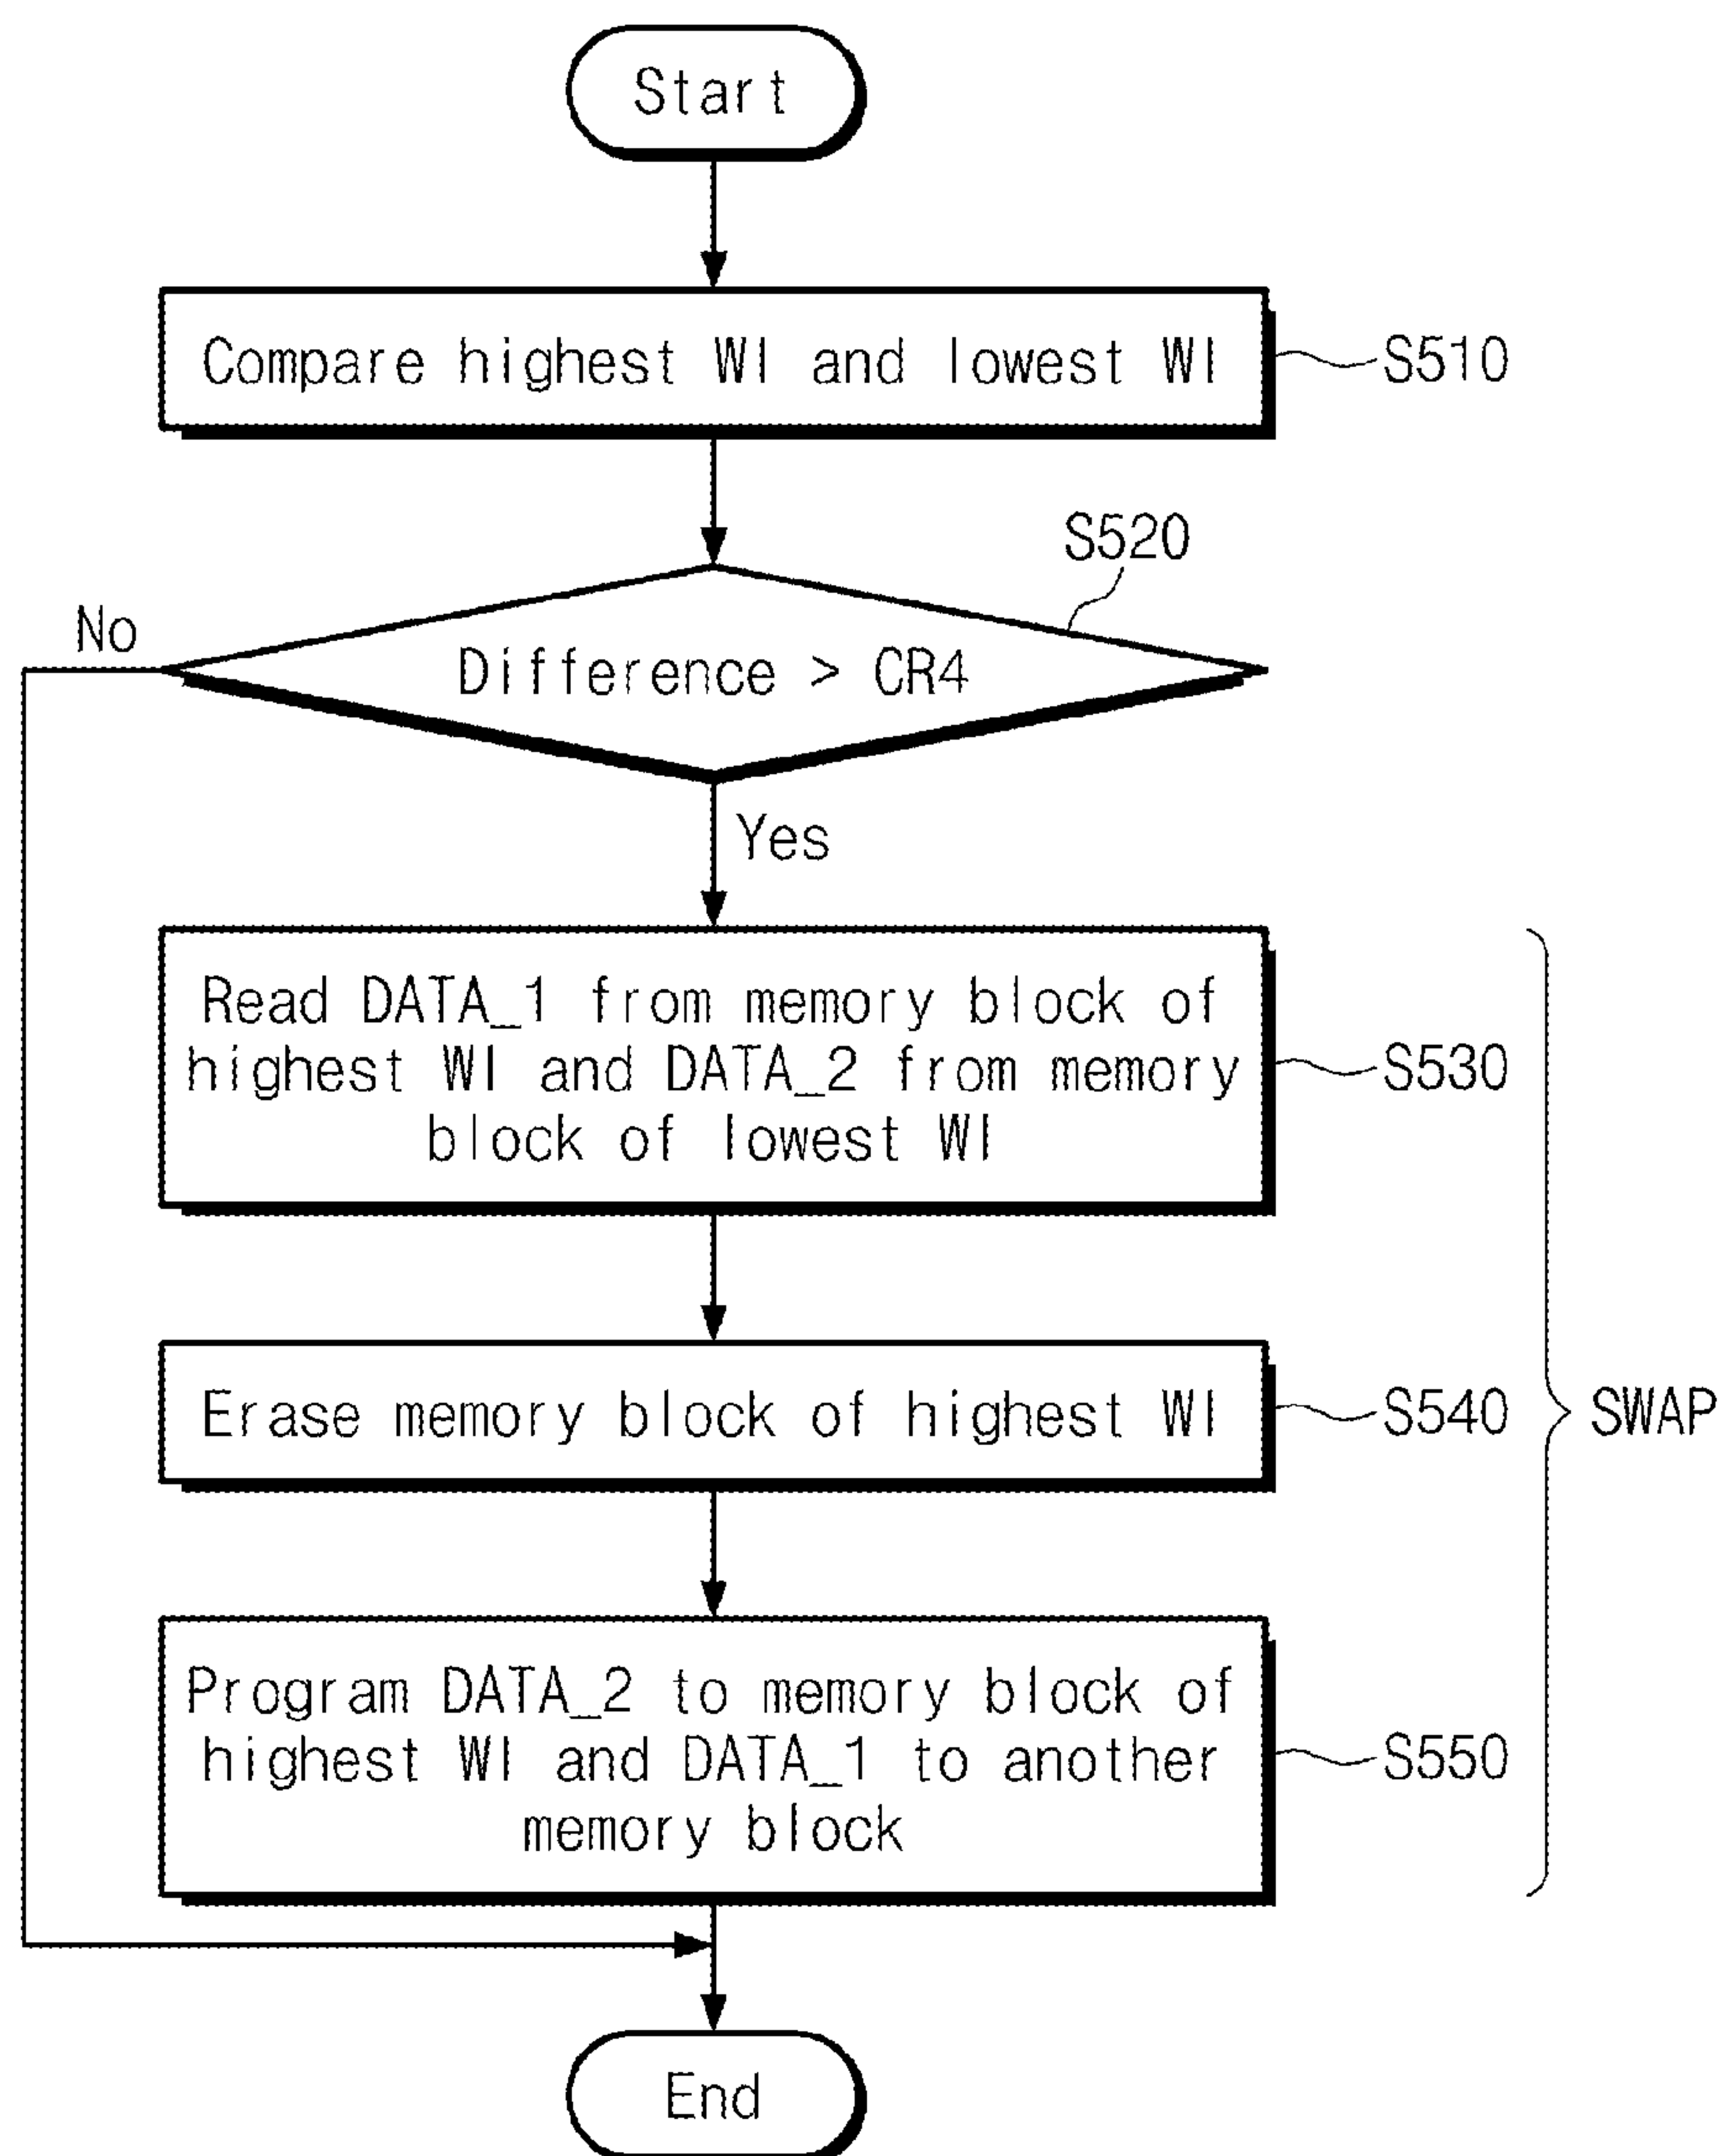 Start
Compare highest WI and lowest WI
S510
S520
No
Difference > CR4
Yes
Read DATA_1 from memory block of
highest WI and DATA_2 from memory
block of lowest WI
S530
Erase memory block of highest WI
S540
SWAP
Program DATA_2 to memory block of
highest WI and DATA_1 to another
memory block
S550
End